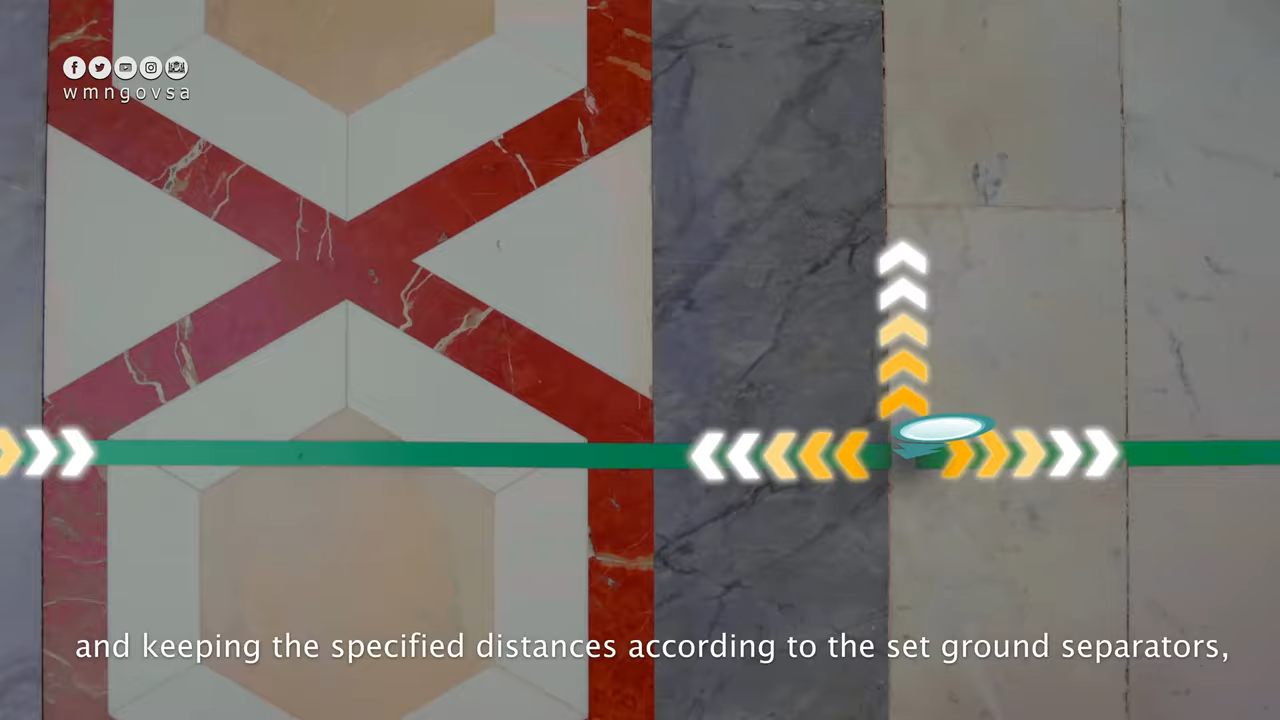 wmngovsa
and keeping the specified distances according to the set ground separators,